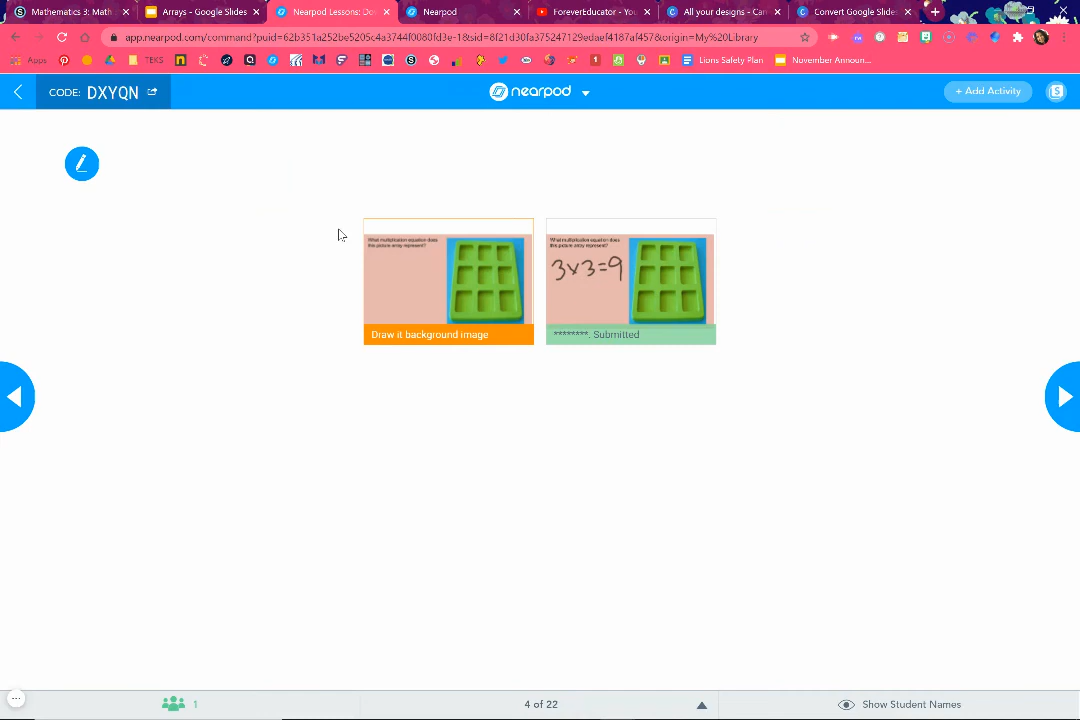 Mathematics 3: Math
Arrays - Google Slides
Nearpod Lessons: Do
Nearpod
ForeverEducator - You
All your designs - Can
Convert Google Slides
app.nearpod.com/command?puid=62b351a252be5205c4a3744f0080fd3e-1&sid=8f21d30fa375247129edaef4187af457&origin=My%20Library
Apps
TEKS
Lions Safety Plan
November Announ...
CODE: DXYQN
nearpod
+ Add Activity
What multiplication equation does
this picture array represent?
Draw it background image
What multiplication equation does
this picture array represent?
3x3=9
********. Submitted
1
4 of 22
Show Student Names